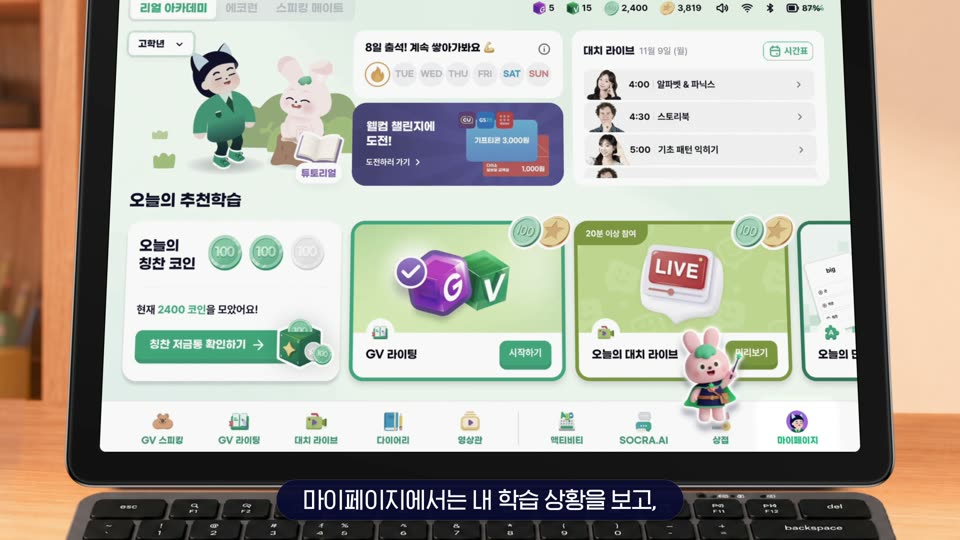 리얼 아카데미 에코런 스피킹 메이트
5 15 2,400 3,819 87%
고학년
8일 출석! 계속 쌓아가봐요
TUE WED THU FRI SAT SUN
웰컴 챌린지에
도전!
도전하러 가기
기프티콘 3,000원
1,000원
튜토리얼
대치 라이브 11월 9일 (월)
시간표
4:00 알파벳 & 파닉스
4:30 스토리북
5:00 기초 패턴 익히기
오늘의 추천학습
오늘의
칭찬 코인
100 100 100
현재 2400 코인을 모았어요!
칭찬 저금통 확인하기
100
100
G V
GV 라이팅
시작하기
20분 이상 참여
100
LIVE
오늘의 대치 라이브
미리보기
big
오늘의 단
GV 스피킹
GV 라이팅
대치 라이브
다이어리
영상관
액티비티
SOCRA.AI
상점
마이페이지
마이페이지에서는 내 학습 상황을 보고,
esc
F1
F2
F11
F12
del
backspace